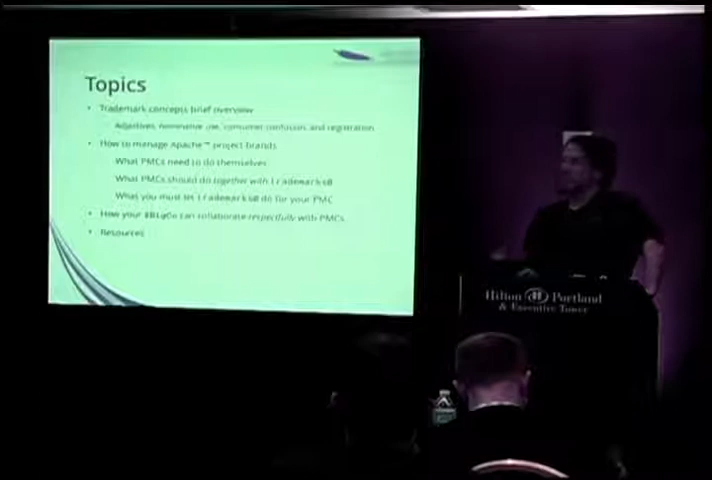 Topics
• Trademark concepts brief overview
Adjectives, nominative use, consumer confusion, and registration
• How to manage Apache™ project brands
What PMCs need to do themselves
What PMCs should do together with trademarks@
What you must let trademarks@ do for your PMC
• How your $BigCo can collaborate respectfully with PMCs
• Resources
Hilton Portland
& Executive Tower